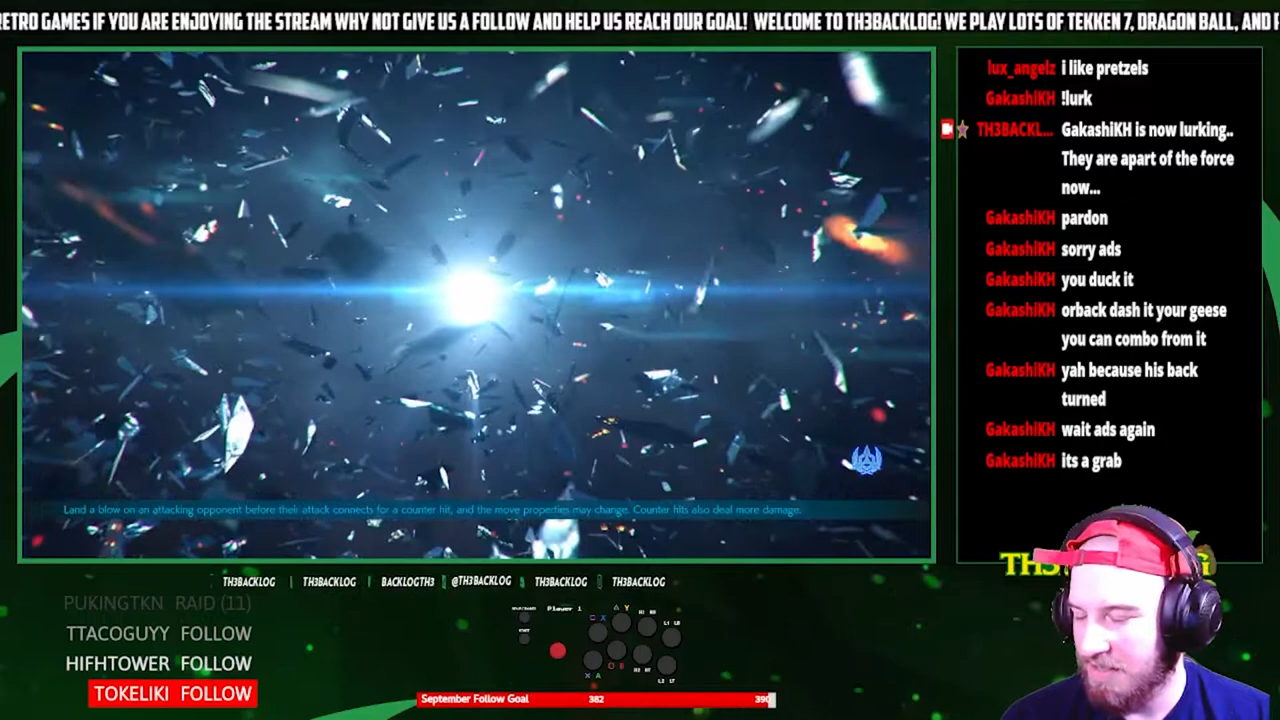 ETRO GAMES IF YOU ARE ENJOYING THE STREAM WHY NOT GIVE US A FOLLOW AND HELP US REACH OUR GOAL! WELCOME TO TH3BACKLOG! WE PLAY LOTS OF TEKKEN 7, DRAGON BALL, AND
lux_angelz i like pretzels
GakashiKH !lurk
TH3BACKL... GakashiKH is now lurking..
They are apart of the force
now...
GakashiKH pardon
GakashiKH sorry ads
GakashiKH you duck it
GakashiKH orback dash it your geese
you can combo from it
GakashiKH yah because his back
turned
GakashiKH wait ads again
GakashiKH its a grab
Land a blow on an attacking opponent before their attack connects for a counter hit, and the move properties may change. Counter hits also deal more damage.
TH3BACKLOG | TH3BACKLOG | BACKLOGTH3 | @TH3BACKLOG TH3BACKLOG TH3BACKLOG
PUKINGTKN RAID (11)
TTACOGUYY FOLLOW
HIFHTOWER FOLLOW
TOKELIKI FOLLOW
Player 1
September Follow Goal 382 390